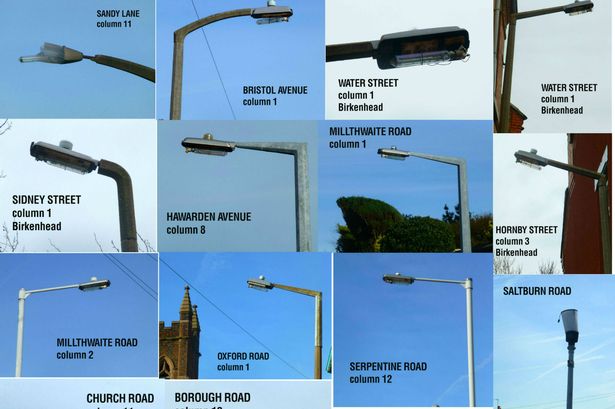 SANDY LANE
column 11
BRISTOL AVENUE
column 1
WATER STREET
column 1
Birkenhead
WATER STREET
column 1
Birkenhead
SIDNEY STREET
column 1
Birkenhead
HAWARDEN AVENUE
column 8
MILLTHWAITE ROAD
column 1
HORNBY STREET
column 3
Birkenhead
MILLTHWAITE ROAD
column 2
OXFORD ROAD
column 1
SERPENTINE ROAD
column 12
SALTBURN ROAD
CHURCH ROAD
BOROUGH ROAD